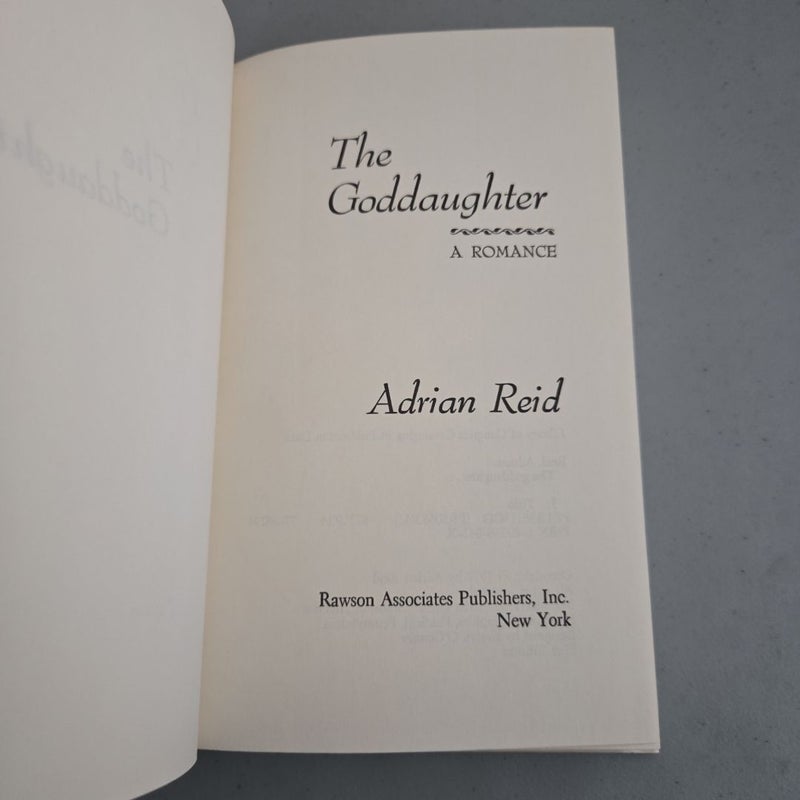 The
Goddaughter
A ROMANCE
Adrian Reid
Rawson Associates Publishers, Inc.
New York